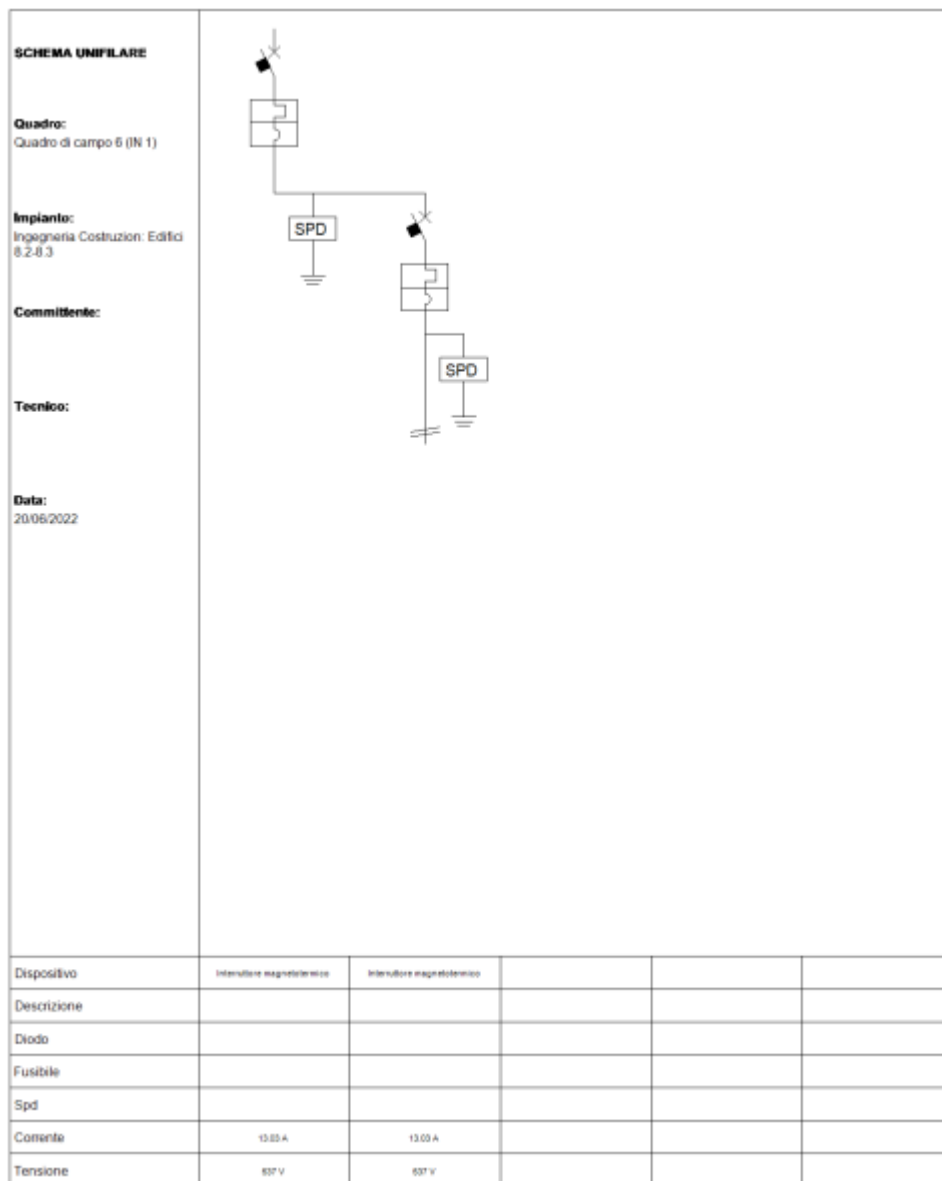 SCHEMA UNIFILARE
Quadro:
Quadro di campo 6 (IN 1)
Impianto:
Ingegneria Costruzion: Edifici
8.2-8.3
Committente:
Tecnico:
Data:
20/06/2022
SPD
SPD
Dispositivo Interruttore magnetotermico Interruttore magnetotermico
Descrizione
Diodo
Fusibile
Spd
Corrente 13.03 A 13.03 A
Tensione 637 V 637 V